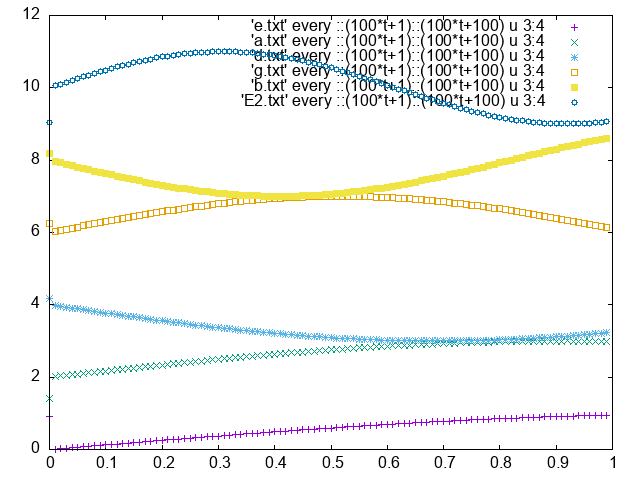 12
10
8
6
4
2
0
'e.txt' every ::(100*t+1)::(100*t+100) u 3:4
'a.txt' every ::(100*t+1)::(100*t+100) u 3:4
'd.txt' every ::(100*t+1)::(100*t+100) u 3:4
'g.txt' every ::(100*t+1)::(100*t+100) u 3:4
'b.txt' every ::(100*t+1)::(100*t+100) u 3:4
'E2.txt' every ::(100*t+1)::(100*t+100) u 3:4
0 0.1 0.2 0.3 0.4 0.5 0.6 0.7 0.8 0.9 1